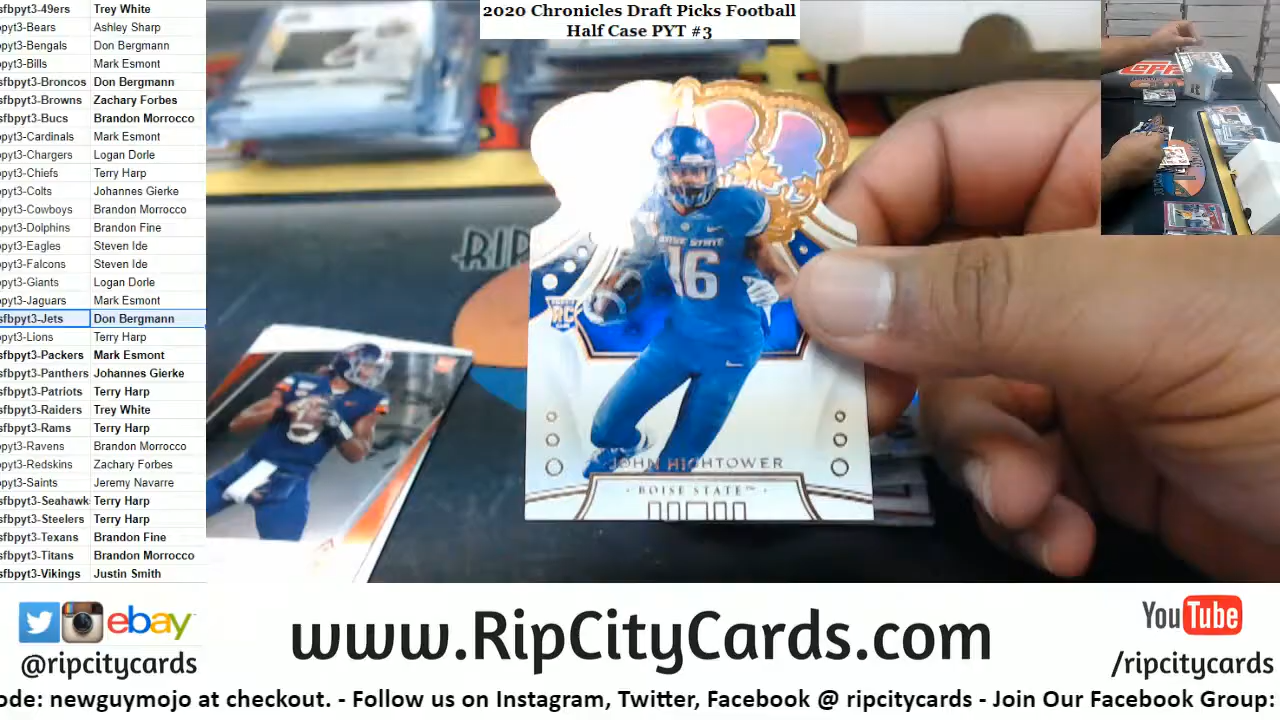 2020 Chronicles Draft Picks Football
Half Case PYT #3
sfbpyt3-49ers Trey White
pyt3-Bears Ashley Sharp
pyt3-Bengals Don Bergmann
pyt3-Bills Mark Esmont
sfbpyt3-Broncos Don Bergmann
sfbpyt3-Browns Zachary Forbes
sfbpyt3-Bucs Brandon Morrocco
pyt3-Cardinals Mark Esmont
pyt3-Chargers Logan Dorle
pyt3-Chiefs Terry Harp
pyt3-Colts Johannes Gierke
pyt3-Cowboys Brandon Morrocco
pyt3-Dolphins Brandon Fine
pyt3-Eagles Steven Ide
pyt3-Falcons Steven Ide
pyt3-Giants Logan Dorle
pyt3-Jaguars Mark Esmont
sfbpyt3-Jets Don Bergmann
pyt3-Lions Terry Harp
sfbpyt3-Packers Mark Esmont
sfbpyt3-Panthers Johannes Gierke
sfbpyt3-Patriots Terry Harp
sfbpyt3-Raiders Trey White
sfbpyt3-Rams Terry Harp
pyt3-Ravens Brandon Morrocco
pyt3-Redskins Zachary Forbes
pyt3-Saints Jeremy Navarre
sfbpyt3-Seahawk Terry Harp
sfbpyt3-Steelers Terry Harp
sfbpyt3-Texans Brandon Fine
sfbpyt3-Titans Brandon Morrocco
sfbpyt3-Vikings Justin Smith
RIP
BOISE STATE
16
RC
JOHN HIGHTOWER
BOISE STATE™
ebay
@ripcitycards
www.RipCityCards.com
YouTube
/ripcitycards
ode: newguymojo at checkout. - Follow us on Instagram, Twitter, Facebook @ ripcitycards - Join Our Facebook Group: